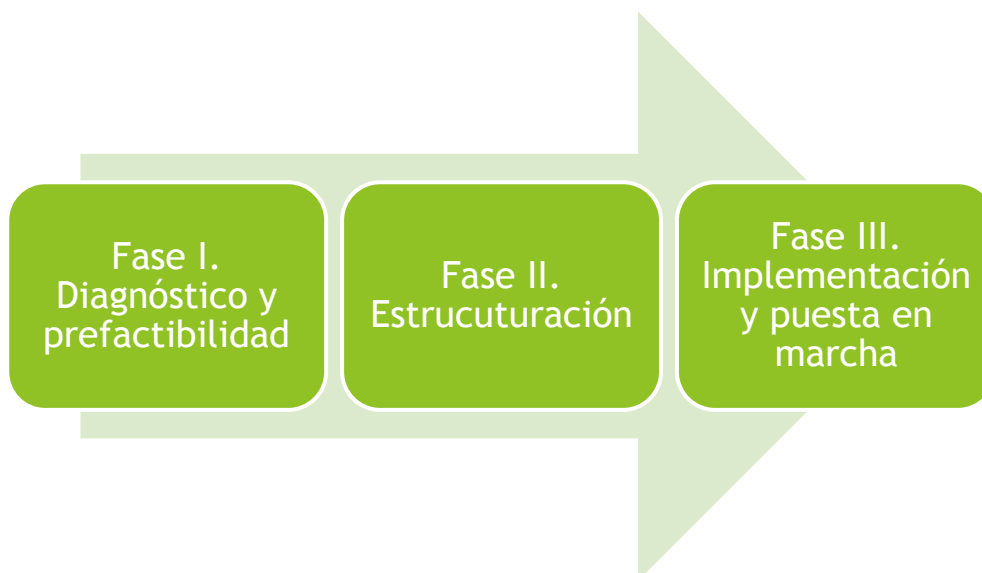 Fase I.
Diagnóstico y
prefactibilidad
Fase II.
Estrucuturación
Fase III.
Implementación
y puesta en
marcha